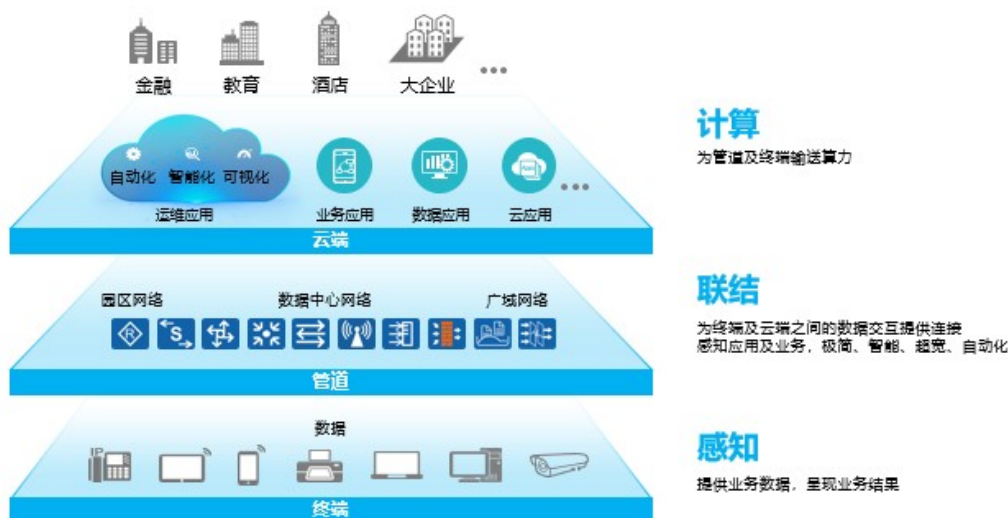 金融 教育 酒店 大企业
计算
为管道及终端输送算力
自动化 智能化 可视化
运维应用 业务应用 数据应用 云应用
云端
园区网络 数据中心网络 广域网络
联结
为终端及云端之间的数据交互提供连接
感知应用及业务，极简、智能、超宽、自动化
R S
管道
数据
IP
感知
提供业务数据，呈现业务结果
终端